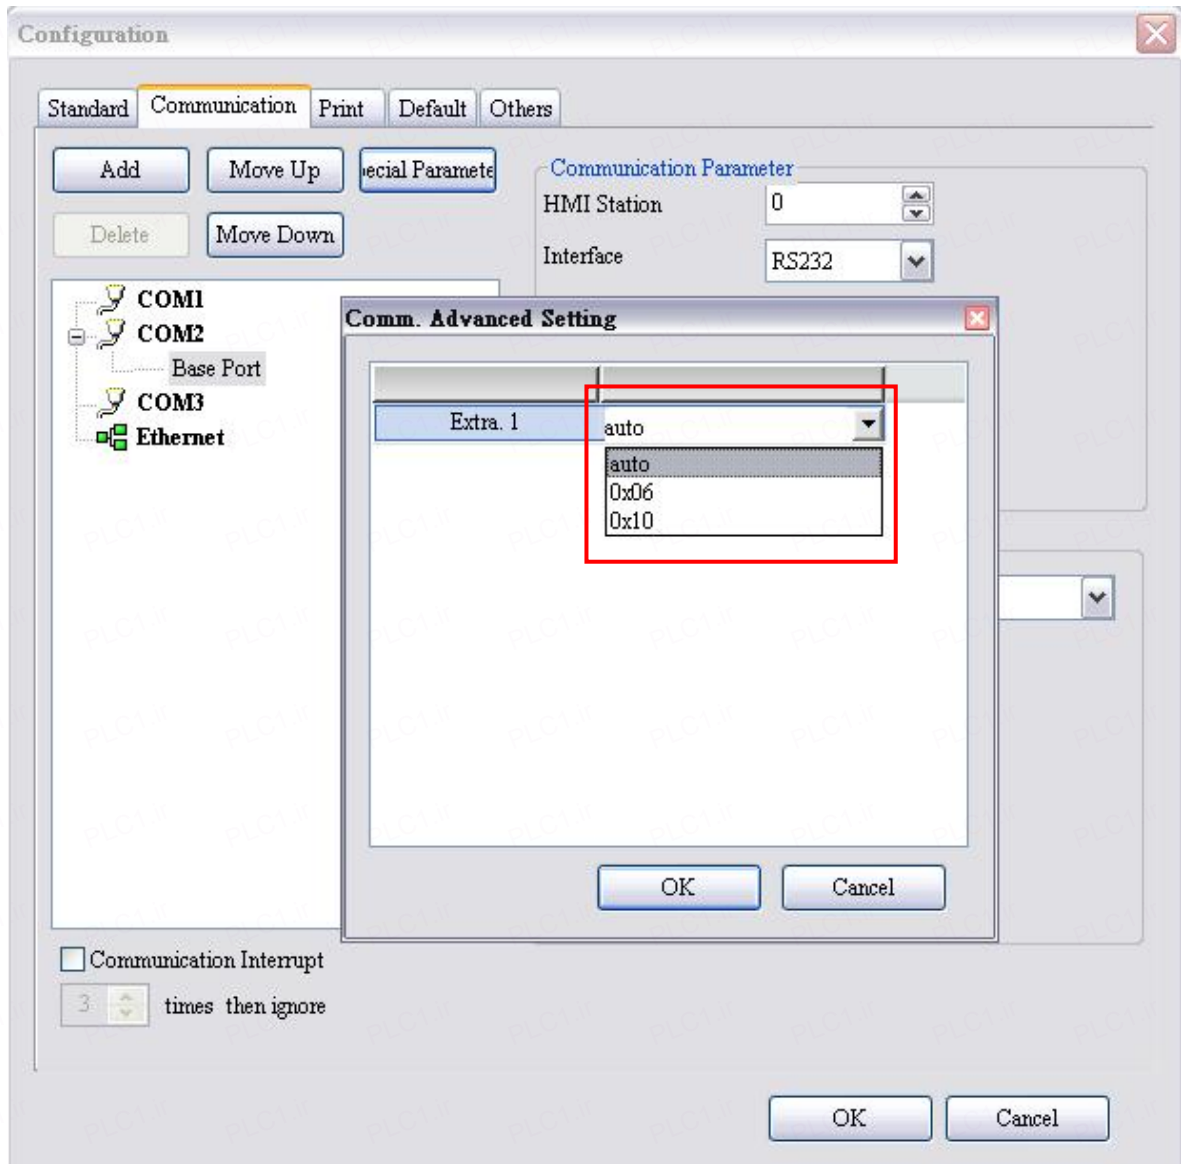 Configuration
Standard Communication Print Default Others
Add Move Up ecial Paramete
Delete Move Down
COM1
COM2
Base Port
COM3
Ethernet
Communication Interrupt
3 times then ignore
Communication Parameter
HMI Station 0
Interface RS232
Comm. Advanced Setting
Extra. 1 auto
auto
0x06
0x10
OK Cancel
OK Cancel
PLC1.ir